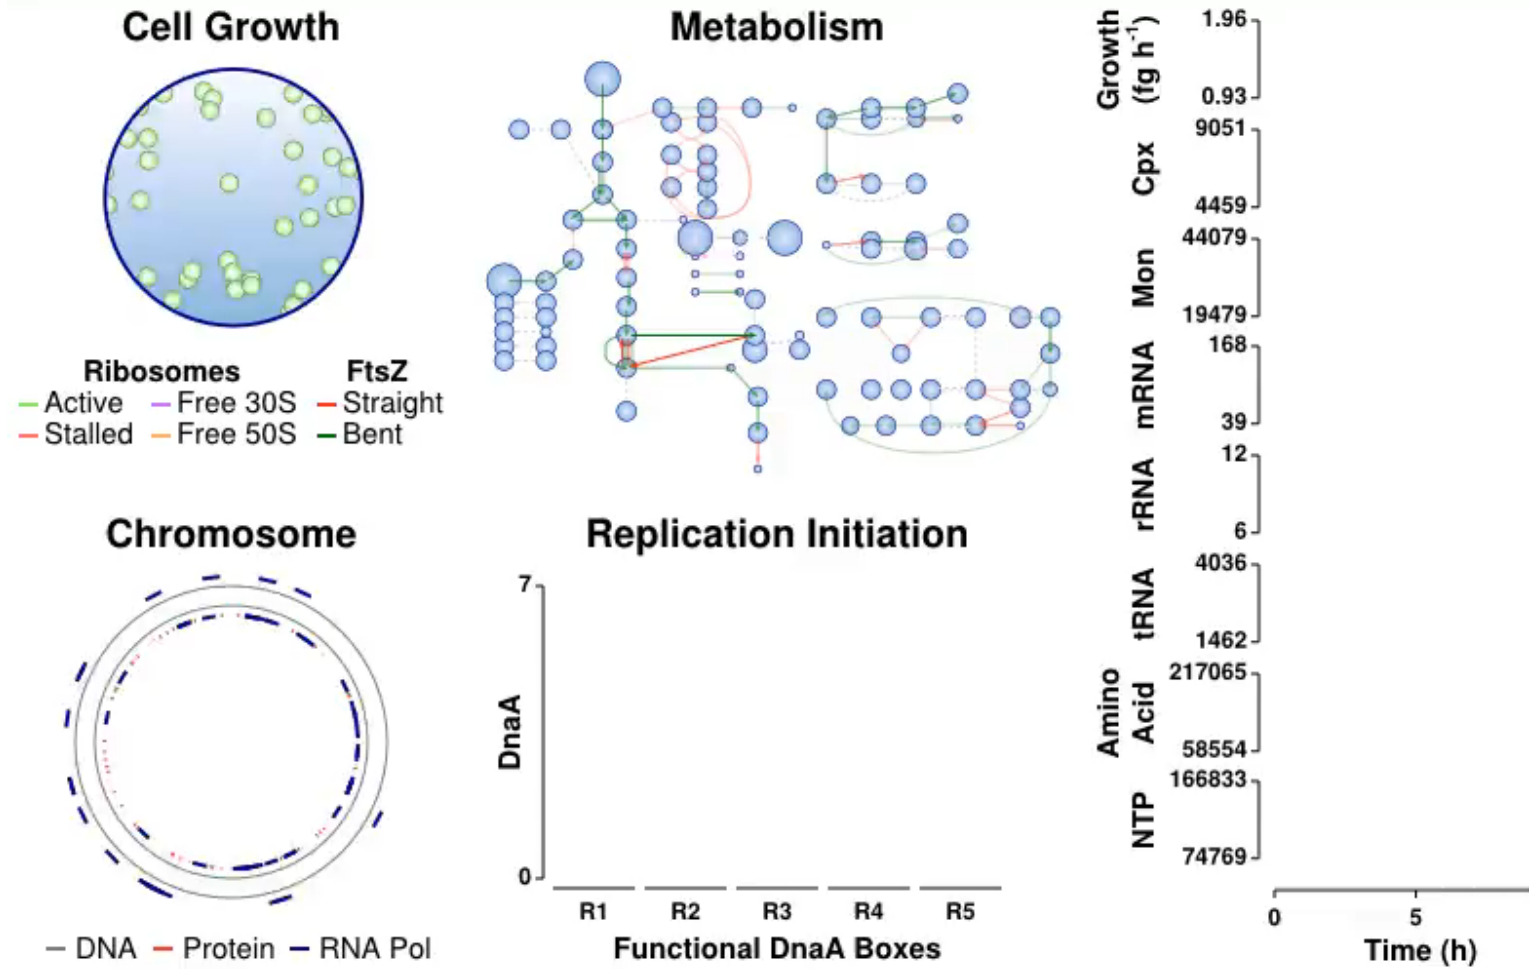 Cell Growth
Ribosomes FtsZ
Active Free 30S Straight
Stalled Free 50S Bent
Metabolism
Chromosome
DNA Protein RNA Pol
Replication Initiation
7
DnaA
0
R1 R2 R3 R4 R5
Functional DnaA Boxes
Growth
(fg h⁻¹)
1.96
0.93
Cpx
9051
4459
Mon
44079
19479
mRNA
168
39
rRNA
12
6
tRNA
4036
1462
Amino
Acid
217065
58554
NTP
166833
74769
0 5
Time (h)